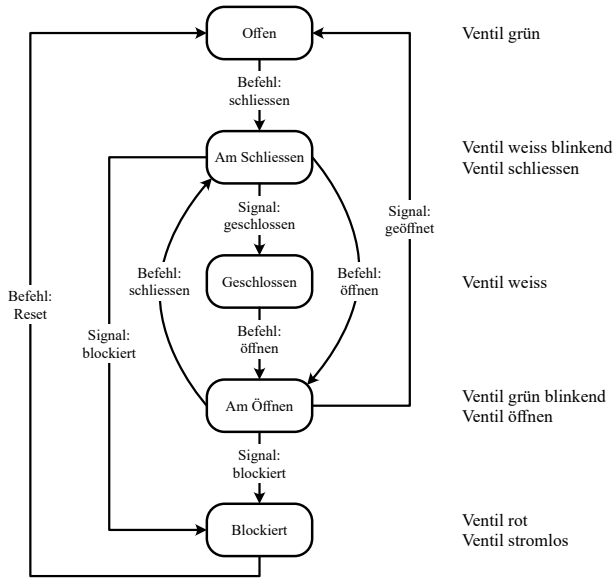 Offen
Ventil grün
Befehl:
schliessen
Am Schliessen
Ventil weiss blinkend
Ventil schliessen
Signal:
geschlossen
Signal:
geöffnet
Geschlossen
Befehl:
schliessen
Befehl:
öffnen
Ventil weiss
Befehl:
Reset
Signal:
blockiert
Befehl:
öffnen
Am Öffnen
Ventil grün blinkend
Ventil öffnen
Signal:
blockiert
Blockiert
Ventil rot
Ventil stromlos